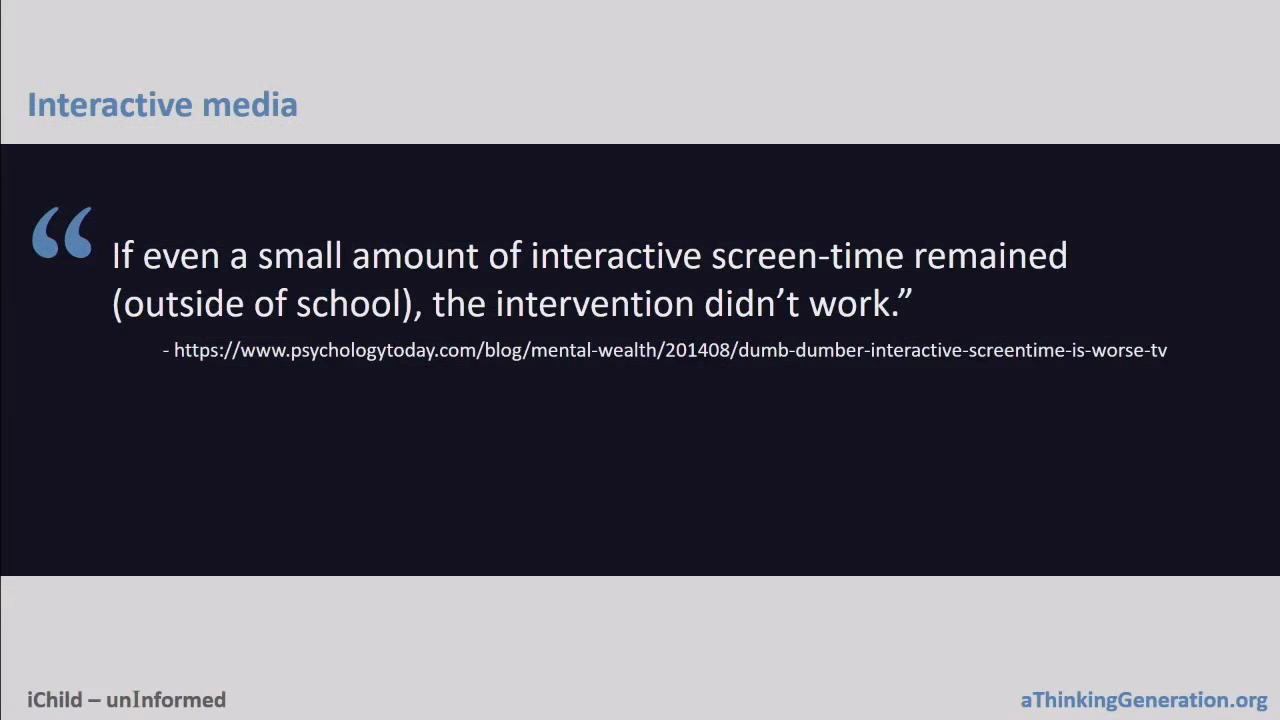 Interactive media
“ If even a small amount of interactive screen-time remained
(outside of school), the intervention didn’t work.”
- https://www.psychologytoday.com/blog/mental-wealth/201408/dumb-dumber-interactive-screentime-is-worse-tv
iChild – unInformed
aThinkingGeneration.org